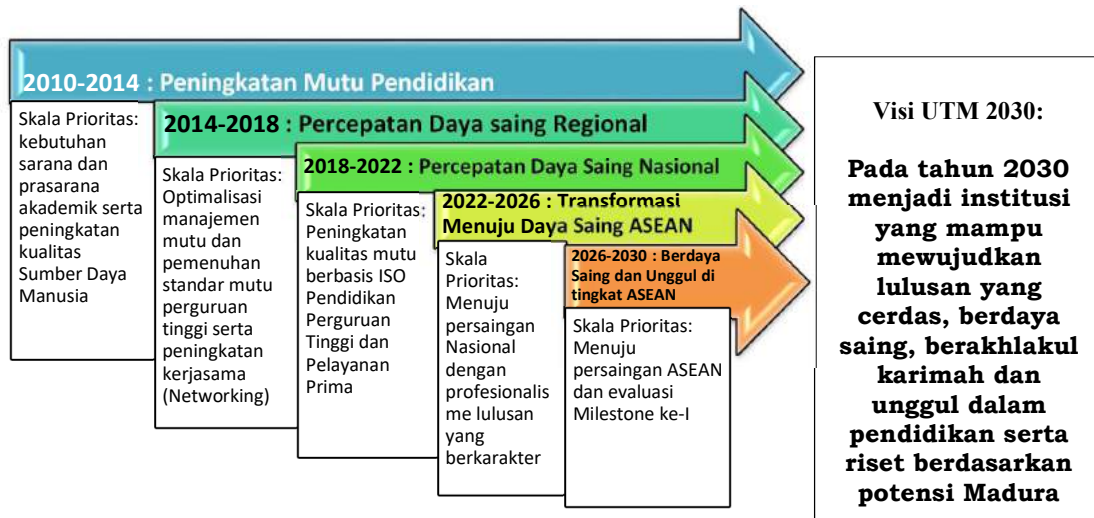 2010-2014 : Peningkatan Mutu Pendidikan
Skala Prioritas:
kebutuhan
sarana dan
prasarana
akademik serta
peningkatan
kualitas
Sumber Daya
Manusia
2014-2018 : Percepatan Daya saing Regional
Skala Prioritas:
Optimalisasi
manajemen
mutu dan
pemenuhan
standar mutu
perguruan
tinggi serta
peningkatan
kerjasama
(Networking)
2018-2022 : Percepatan Daya Saing Nasional
Skala Prioritas:
Peningkatan
kualitas mutu
berbasis ISO
Pendidikan
Perguruan
Tinggi dan
Pelayanan
Prima
2022-2026 : Transformasi
Menuju Daya Saing ASEAN
Skala
Prioritas:
Menuju
persaingan
Nasional
dengan
profesionalis
me lulusan
yang
berkarakter
2026-2030 : Berdaya
Saing dan Unggul di
tingkat ASEAN
Skala Prioritas:
Menuju
persaingan ASEAN
dan evaluasi
Milestone ke-I
Visi UTM 2030:
Pada tahun 2030
menjadi institusi
yang mampu
mewujudkan
lulusan yang
cerdas, berdaya
saing, berakhlakul
karimah dan
unggul dalam
pendidikan serta
riset berdasarkan
potensi Madura